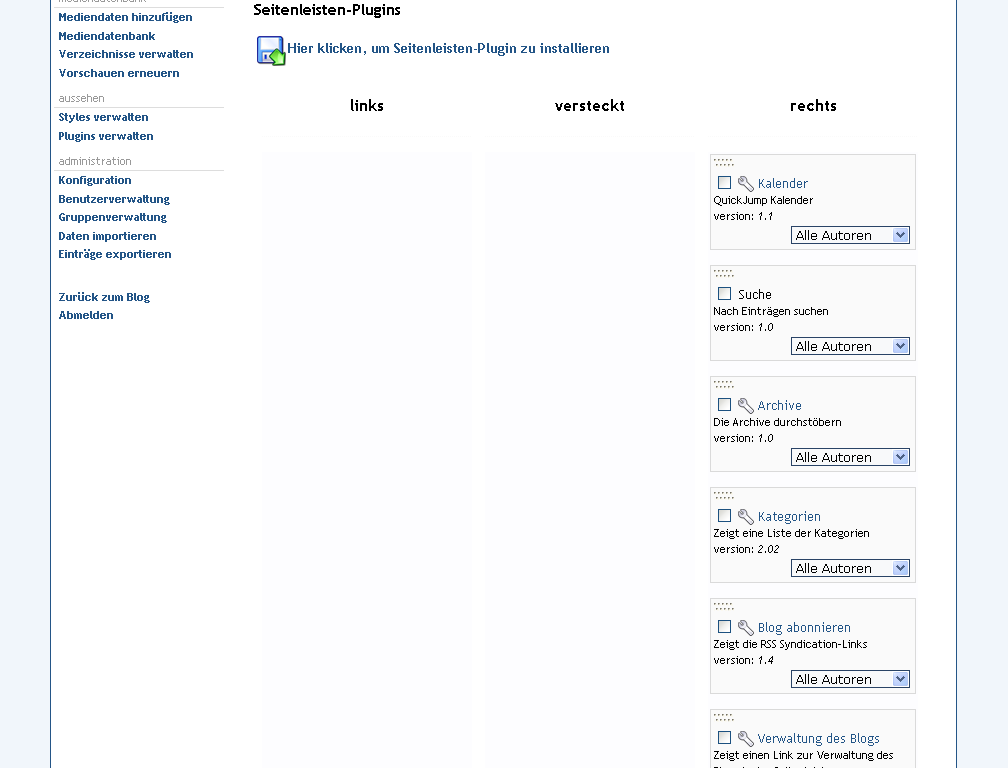 mediendatenbank
Mediendaten hinzufügen
Mediendatenbank
Verzeichnisse verwalten
Vorschauen erneuern
aussehen
Styles verwalten
Plugins verwalten
administration
Konfiguration
Benutzerverwaltung
Gruppenverwaltung
Daten importieren
Einträge exportieren
Zurück zum Blog
Abmelden
Seitenleisten-Plugins
Hier klicken, um Seitenleisten-Plugin zu installieren
links
versteckt
rechts
Kalender
QuickJump Kalender
version: 1.1
Alle Autoren
Suche
Nach Einträgen suchen
version: 1.0
Alle Autoren
Archive
Die Archive durchstöbern
version: 1.0
Alle Autoren
Kategorien
Zeigt eine Liste der Kategorien
version: 2.02
Alle Autoren
Blog abonnieren
Zeigt die RSS Syndication-Links
version: 1.4
Alle Autoren
Verwaltung des Blogs
Zeigt einen Link zur Verwaltung des